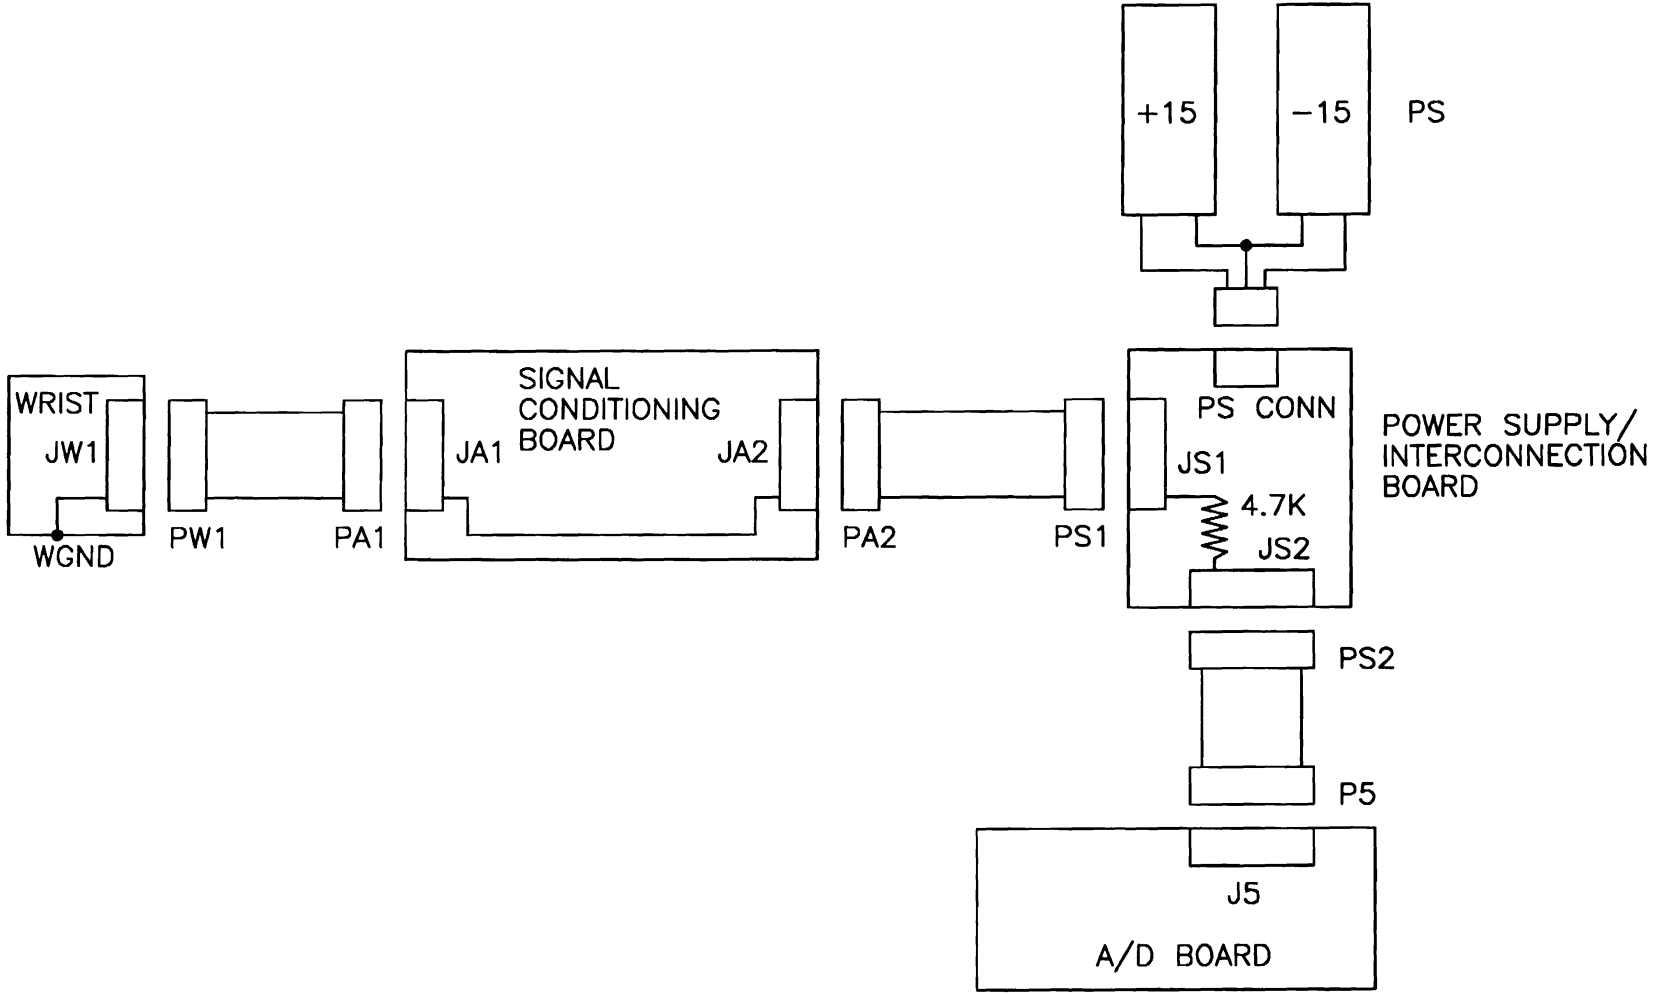 +15
-15
PS
WRIST
JW1
WGND
PW1
PA1
SIGNAL
CONDITIONING
BOARD
JA1
JA2
PA2
PS1
PS CONN
JS1
4.7K
JS2
POWER SUPPLY/
INTERCONNECTION
BOARD
PS2
P5
J5
A/D BOARD